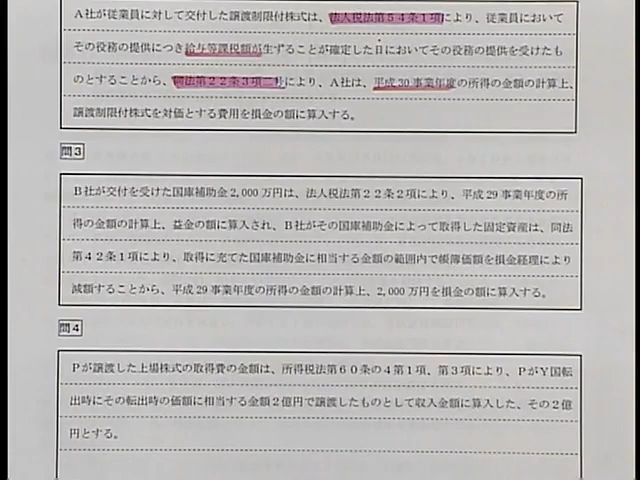 A社が従業員に対して交付した譲渡制限付株式は、法人税法第54条1項により、従業員において
その役務の提供につき給与等課税額が生ずることが確定した日においてその役務の提供を受けたも
のとすることから、同法第22条3項二号により、A社は、平成30事業年度の所得の金額の計算上、
譲渡制限付株式を対価とする費用を損金の額に算入する。
問3
B社が交付を受けた国庫補助金2,000万円は、法人税法第22条2項により、平成29事業年度の所
得の金額の計算上、益金の額に算入され、B社がその国庫補助金によって取得した固定資産は、同法
第42条1項により、取得に充てた国庫補助金に相当する金額の範囲内で帳簿価額を損金経理により
減額することから、平成29事業年度の所得の金額の計算上、2,000万円を損金の額に算入する。
問4
Pが譲渡した上場株式の取得費の金額は、所得税法第60条の4第1項、第3項により、PがY国転
出時にその転出時の価額に相当する金額2億円で譲渡したものとして収入金額に算入した、その2億
円とする。